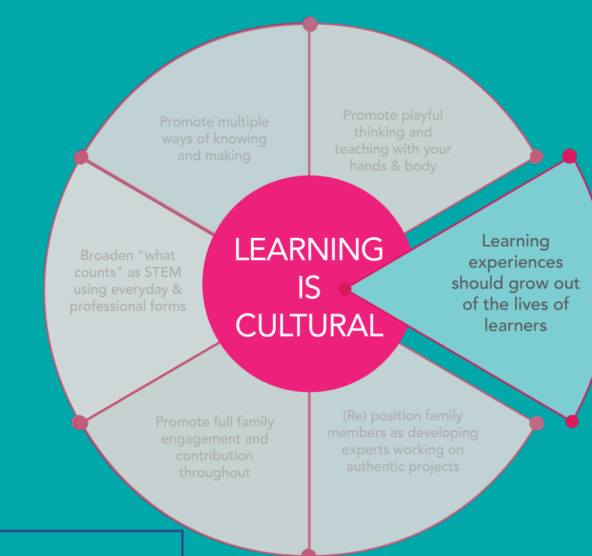 Promote multiple
ways of knowing
and making
Promote playful
thinking and
teaching with your
hands & body
Broaden "what
counts" as STEM
using everyday &
professional forms
LEARNING
IS
CULTURAL
Learning
experiences
should grow out
of the lives of
learners
Promote full family
engagement and
contribution
throughout
(Re) position family
members as developing
experts working on
authentic projects